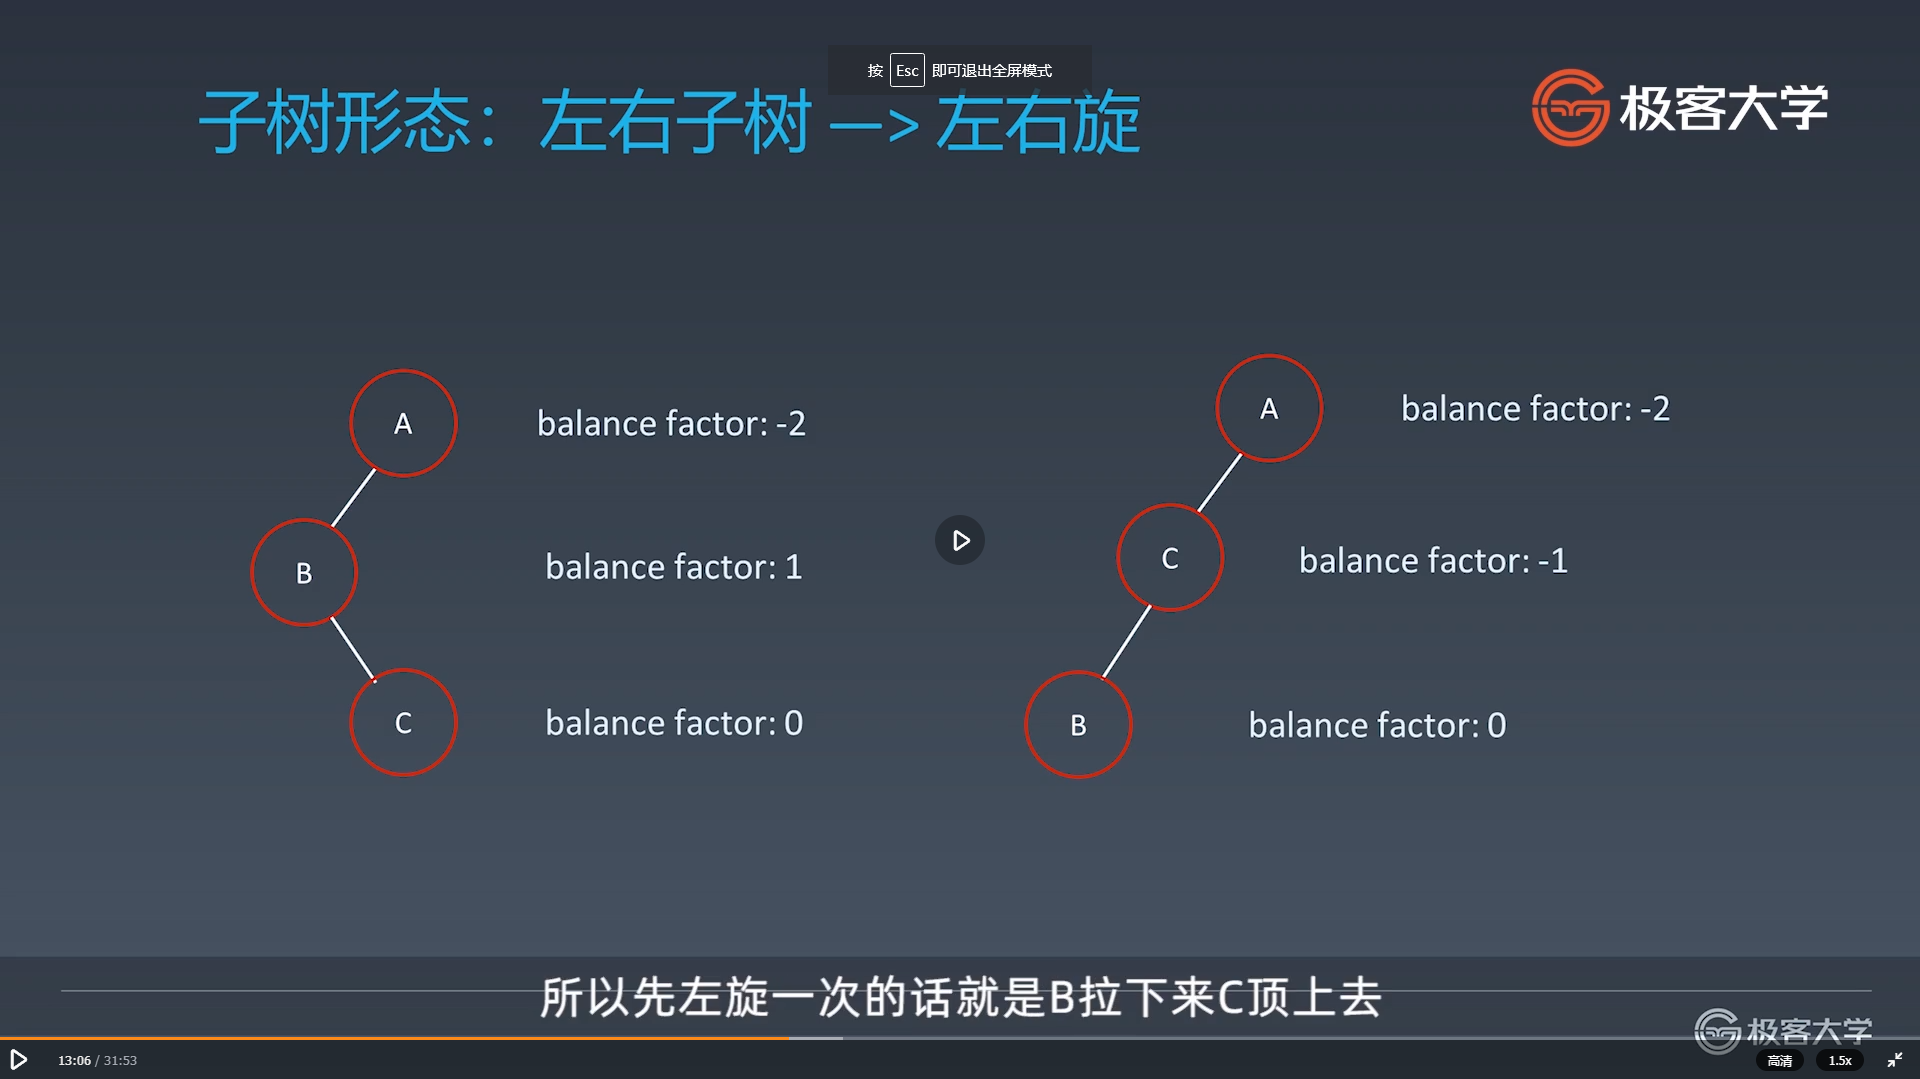 按 Esc 即可退出全屏模式
子树形态：左右子树 —> 左右旋
极客大学
A
balance factor: -2
B
balance factor: 1
C
balance factor: 0
A
balance factor: -2
C
balance factor: -1
B
balance factor: 0
所以先左旋一次的话就是B拉下来C顶上去
极客大学
13:06 / 31:53
高清
1.5x